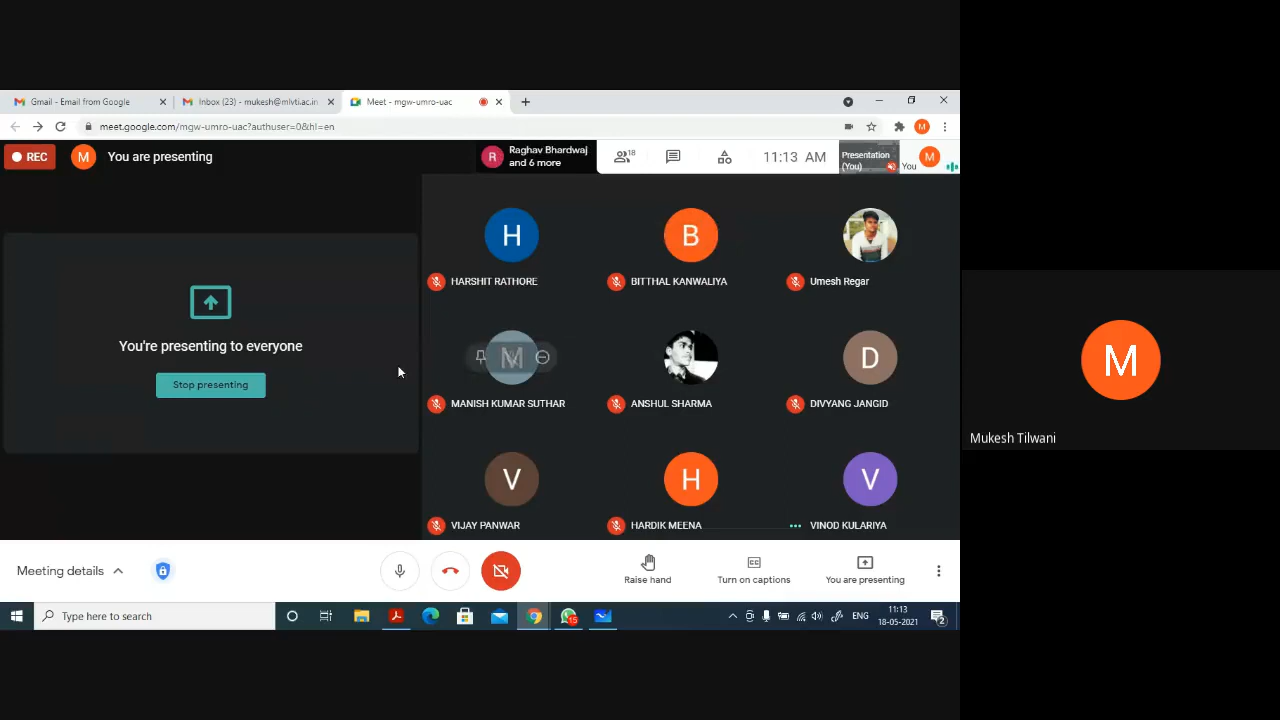 Gmail - Email from Google
Inbox (23) - mukesh@mlvti.ac.in
Meet - mgw-umro-uac
meet.google.com/mgw-umro-uac?authuser=0&hl=en
M
REC
M
You are presenting
R
Raghav Bhardwaj
and 6 more
18
11:13 AM
Presentation
(You)
You
M
H
HARSHIT RATHORE
B
BITTHAL KANWALIYA
Umesh Regar
You're presenting to everyone
Stop presenting
M
MANISH KUMAR SUTHAR
ANSHUL SHARMA
D
DIVYANG JANGID
V
VIJAY PANWAR
H
HARDIK MEENA
V
VINOD KULARIYA
M
Mukesh Tilwani
Meeting details
Raise hand
CC
Turn on captions
You are presenting
Type here to search
15
ENG
11:13
18-05-2021
2